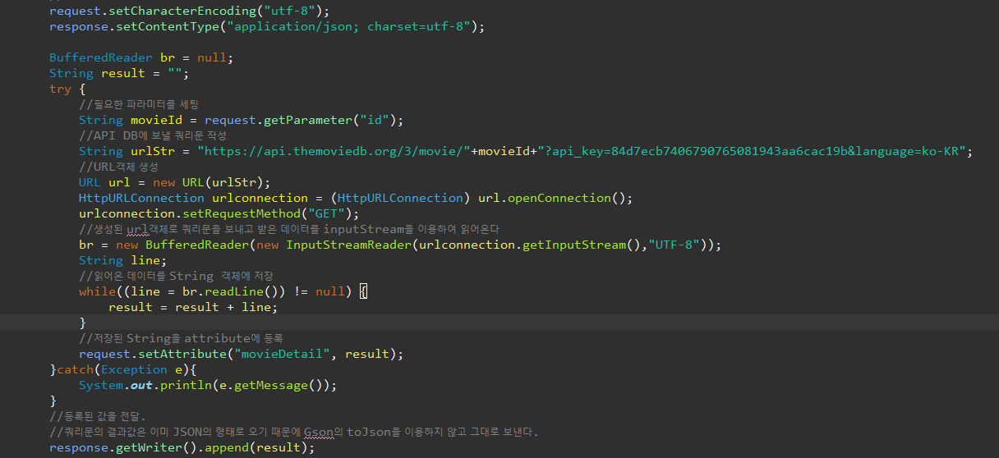 request.setCharacterEncoding("utf-8");
response.setContentType("application/json; charset=utf-8");
BufferedReader br = null;
String result = "";
try {
//필요한 파라미터를 세팅
String movieId = request.getParameter("id");
//API DB에 보낼 쿼리문 작성
String urlStr = "https://api.themoviedb.org/3/movie/"+movieId+"?api_key=84d7ecb7406790765081943aa6cac19b&language=ko-KR";
//URL객체 생성
URL url = new URL(urlStr);
HttpURLConnection urlconnection = (HttpURLConnection) url.openConnection();
urlconnection.setRequestMethod("GET");
//생성된 url객체로 쿼리문을 보내고 받은 데이터를 inputStream을 이용하여 읽어온다
br = new BufferedReader(new InputStreamReader(urlconnection.getInputStream(),"UTF-8"));
String line;
//읽어온 데이터를 String 객체에 저장
while((line = br.readLine()) != null) {
result = result + line;
}
//저장된 String을 attribute에 등록
request.setAttribute("movieDetail", result);
}catch(Exception e){
System.out.println(e.getMessage());
}
//등록된 값을 전달.
//쿼리문의 결과값은 이미 JSON의 형태로 오기 때문에 Gson의 toJson을 이용하지 않고 그대로 보낸다.
response.getWriter().append(result);